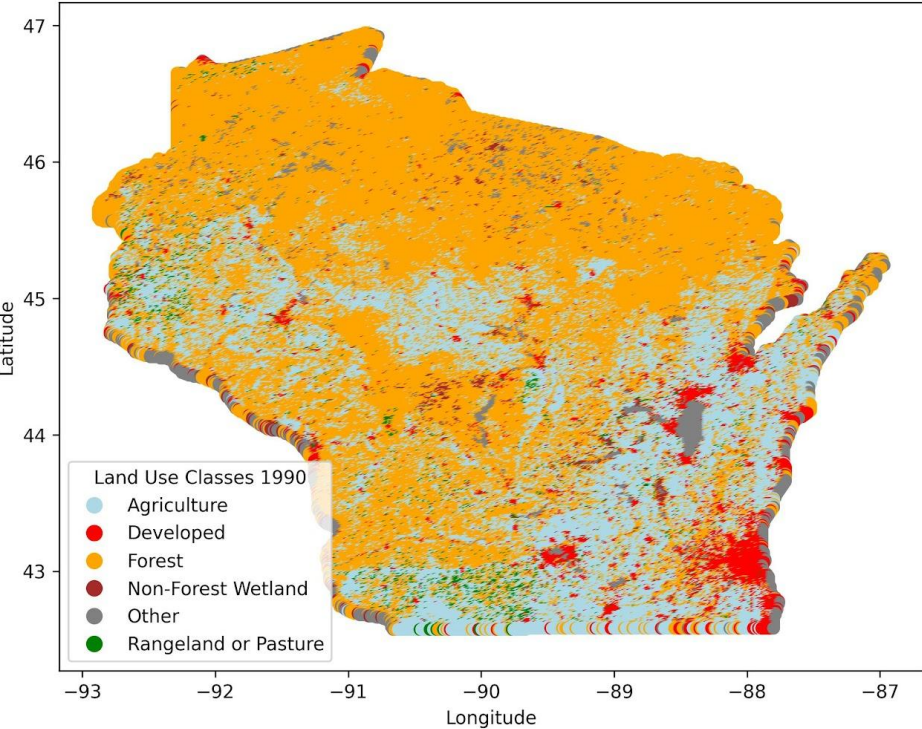 47
46
45
44
43
Latitude
Land Use Classes 1990
Agriculture
Developed
Forest
Non-Forest Wetland
Other
Rangeland or Pasture
−93
−92
−91
−90
−89
−88
−87
Longitude